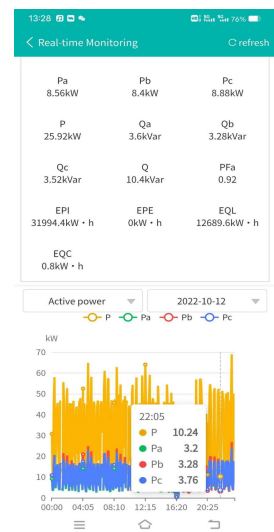 13:28 76%
Real-time Monitoring refresh
Pa Pb Pc
8.56kW 8.4kW 8.88kW
P Qa Qb
25.92kW 3.6kVar 3.28kVar
Qc Q PFa
3.52kVar 10.4kVar 0.92
EPI EPE EQL
31994.4kW・h 0kW・h 12689.6kW・h
EQC
0.8kW・h
Active power 2022-10-12
P Pa Pb Pc
kW
70
60
50
40
30
20
10
0
22:05
P 10.24
Pa 3.2
Pb 3.28
Pc 3.76
00:00 04:05 08:10 12:15 16:20 20:25